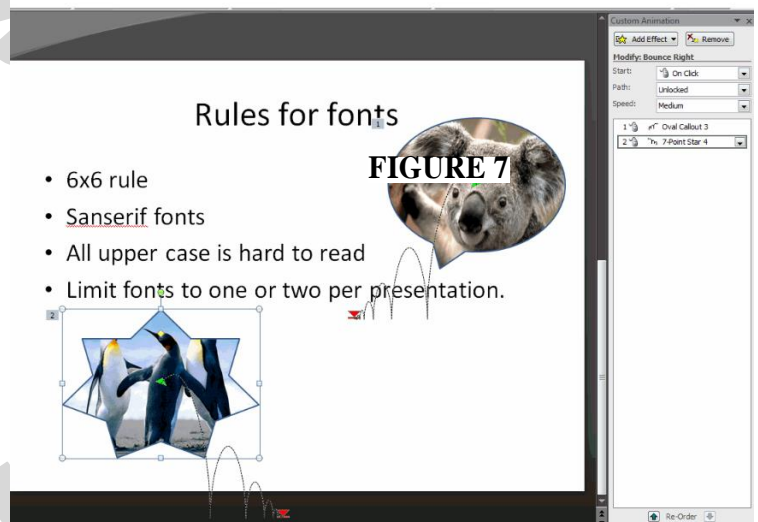 Custom Animation
Add Effect
Remove
Modify: Bounce Right
Start:
On Click
Path:
Unlocked
Speed:
Medium
1
Oval Callout 3
2
7-Point Star 4
Rules for fonts
1
FIGURE 7
• 6x6 rule
• Sanserif fonts
• All upper case is hard to read
• Limit fonts to one or two per presentation.
2
Re-Order